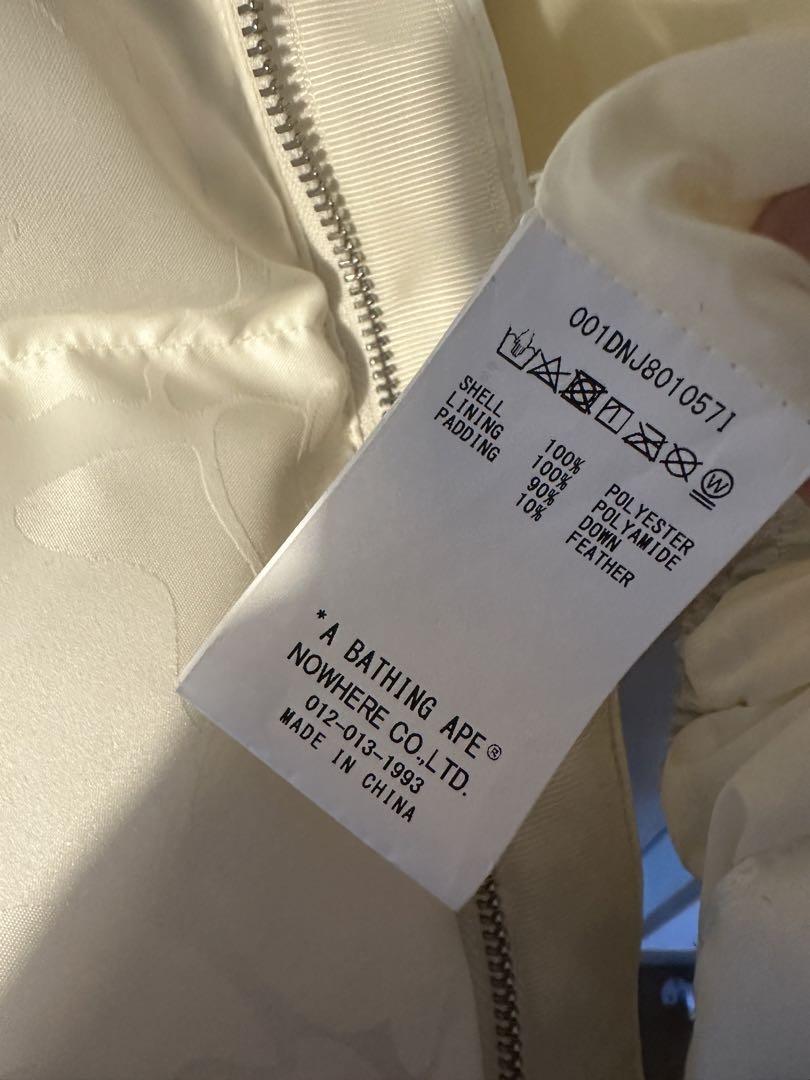 001DNJ801057I
W
SHELL 100% POLYESTER
LINING 100% POLYAMIDE
PADDING 90% DOWN
10% FEATHER
*A BATHING APE®
NOWHERE CO.,LTD.
012-013-1993
MADE IN CHINA